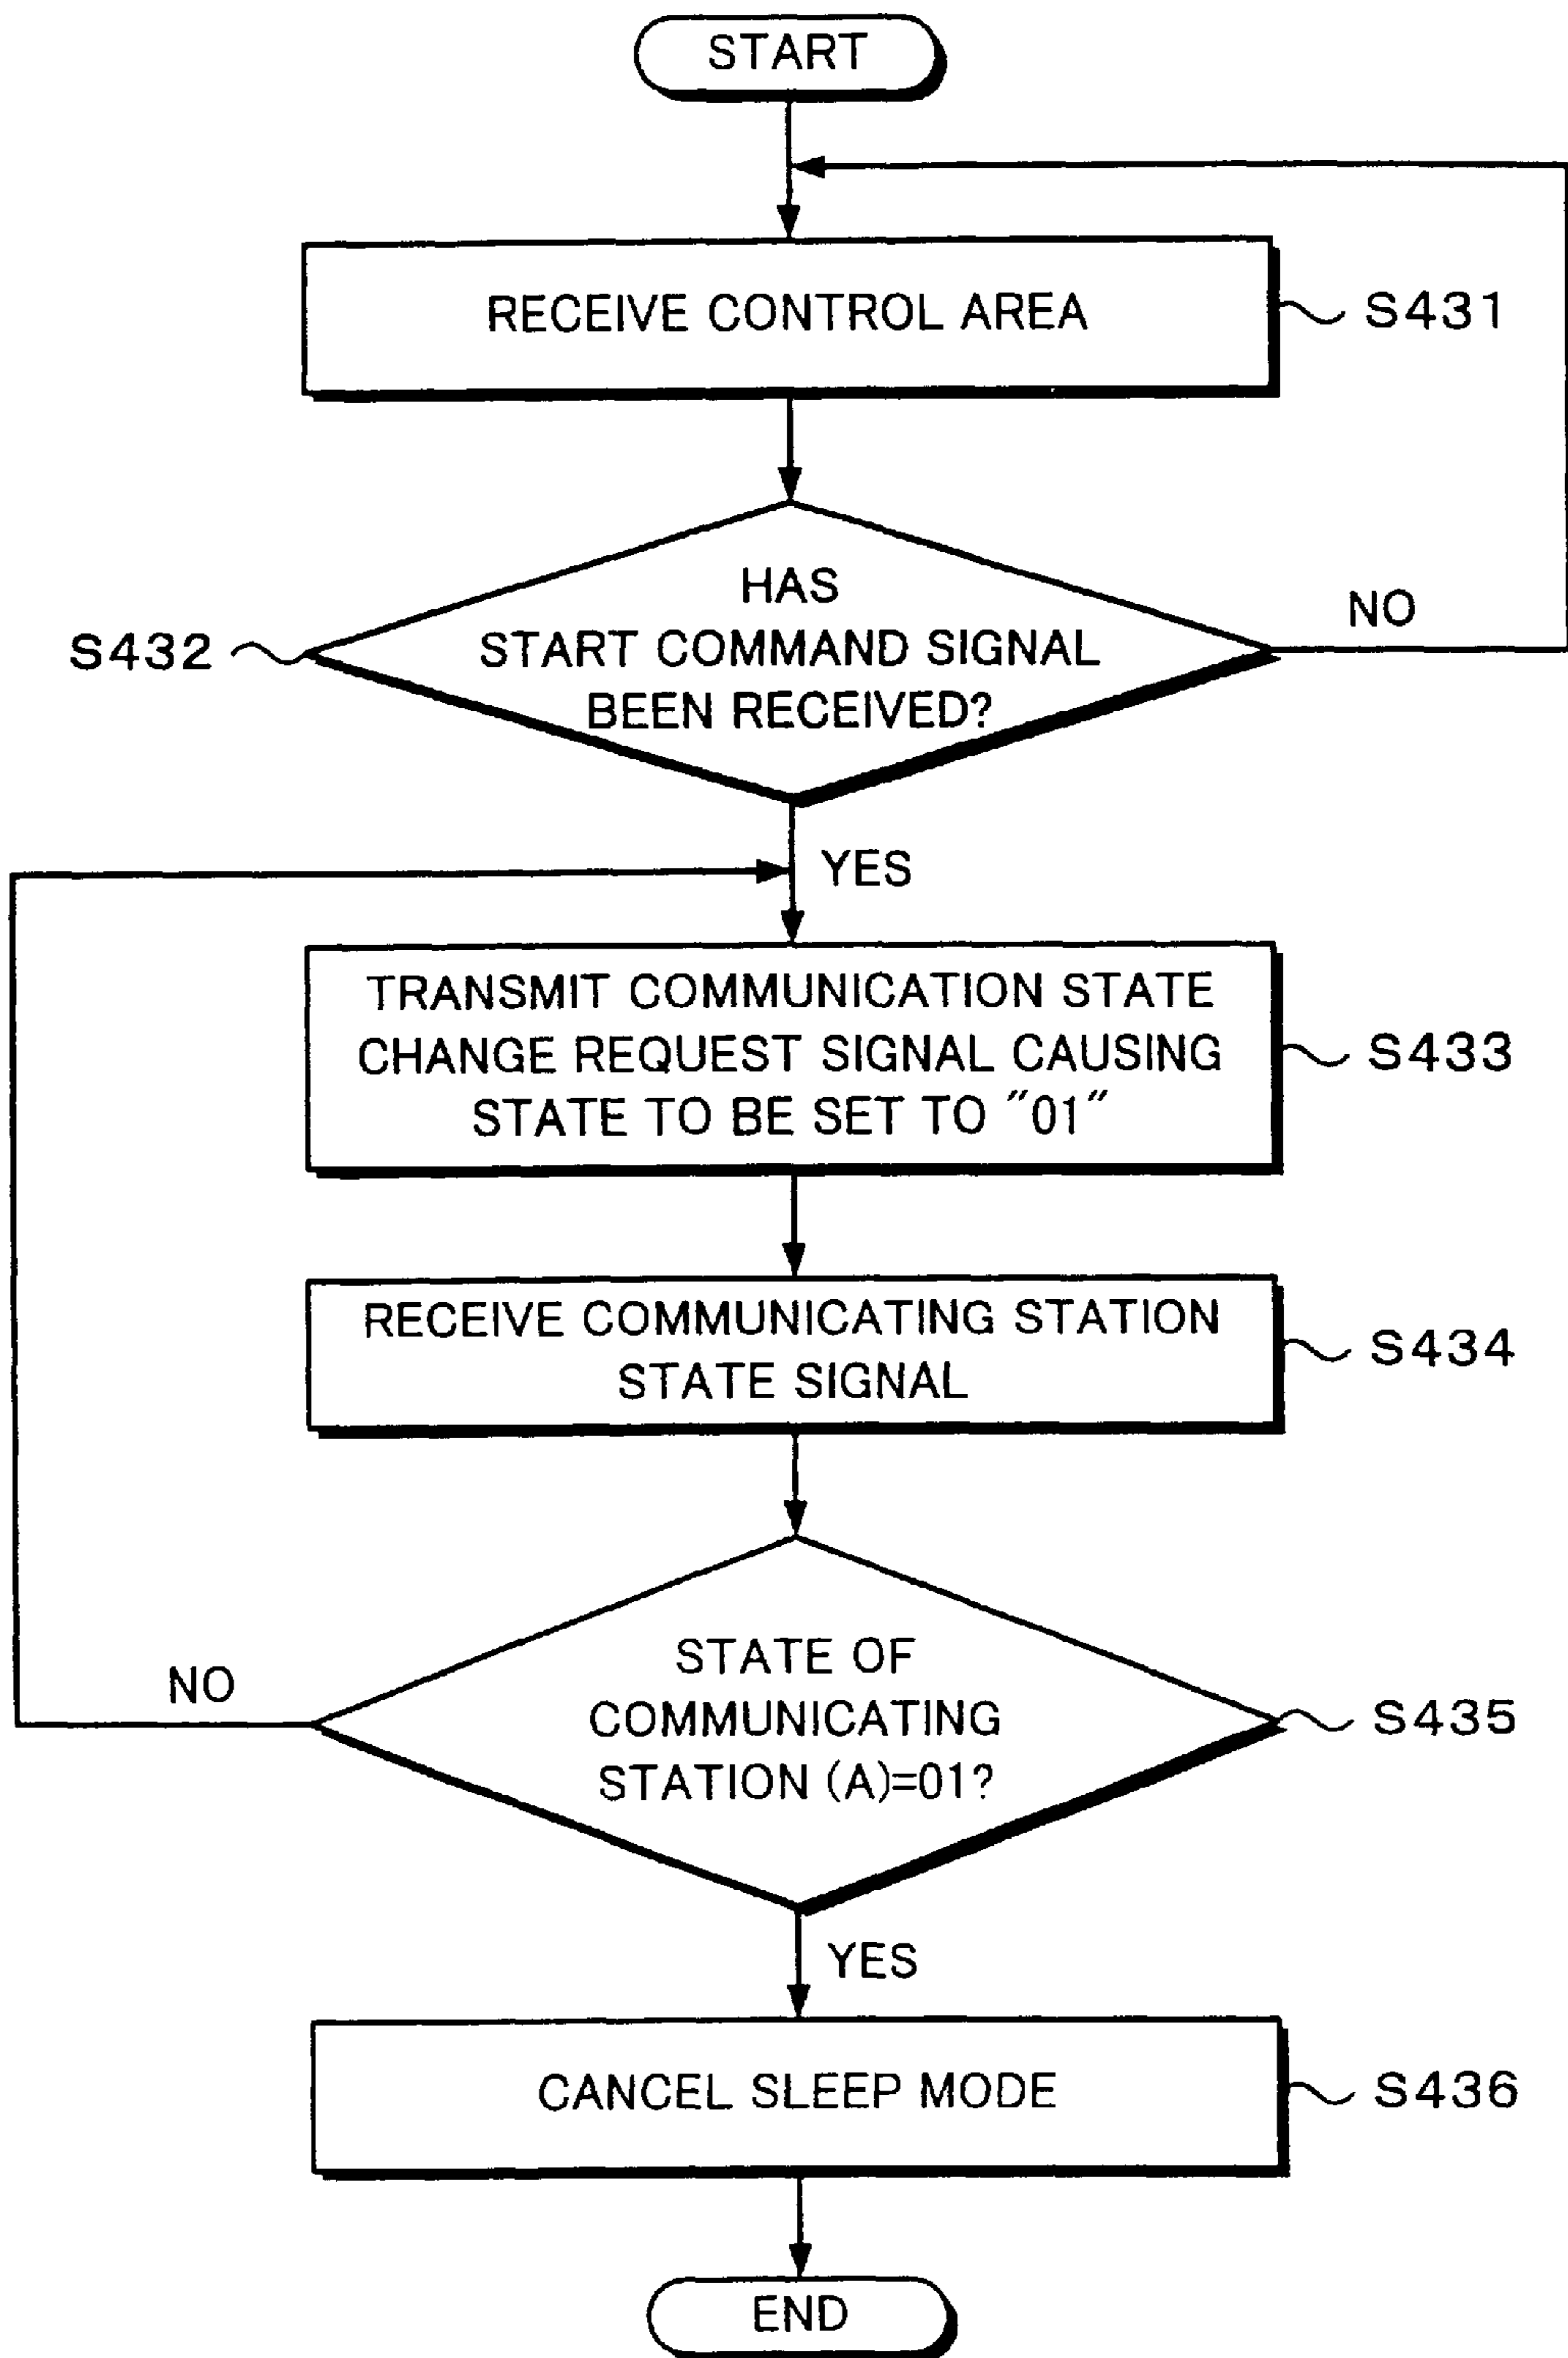 START
RECEIVE CONTROL AREA
S431
HAS
START COMMAND SIGNAL
BEEN RECEIVED?
S432
NO
YES
TRANSMIT COMMUNICATION STATE
CHANGE REQUEST SIGNAL CAUSING
STATE TO BE SET TO "01"
S433
RECEIVE COMMUNICATING STATION
STATE SIGNAL
S434
STATE OF
COMMUNICATING
STATION (A)=01?
NO
S435
YES
CANCEL SLEEP MODE
S436
END